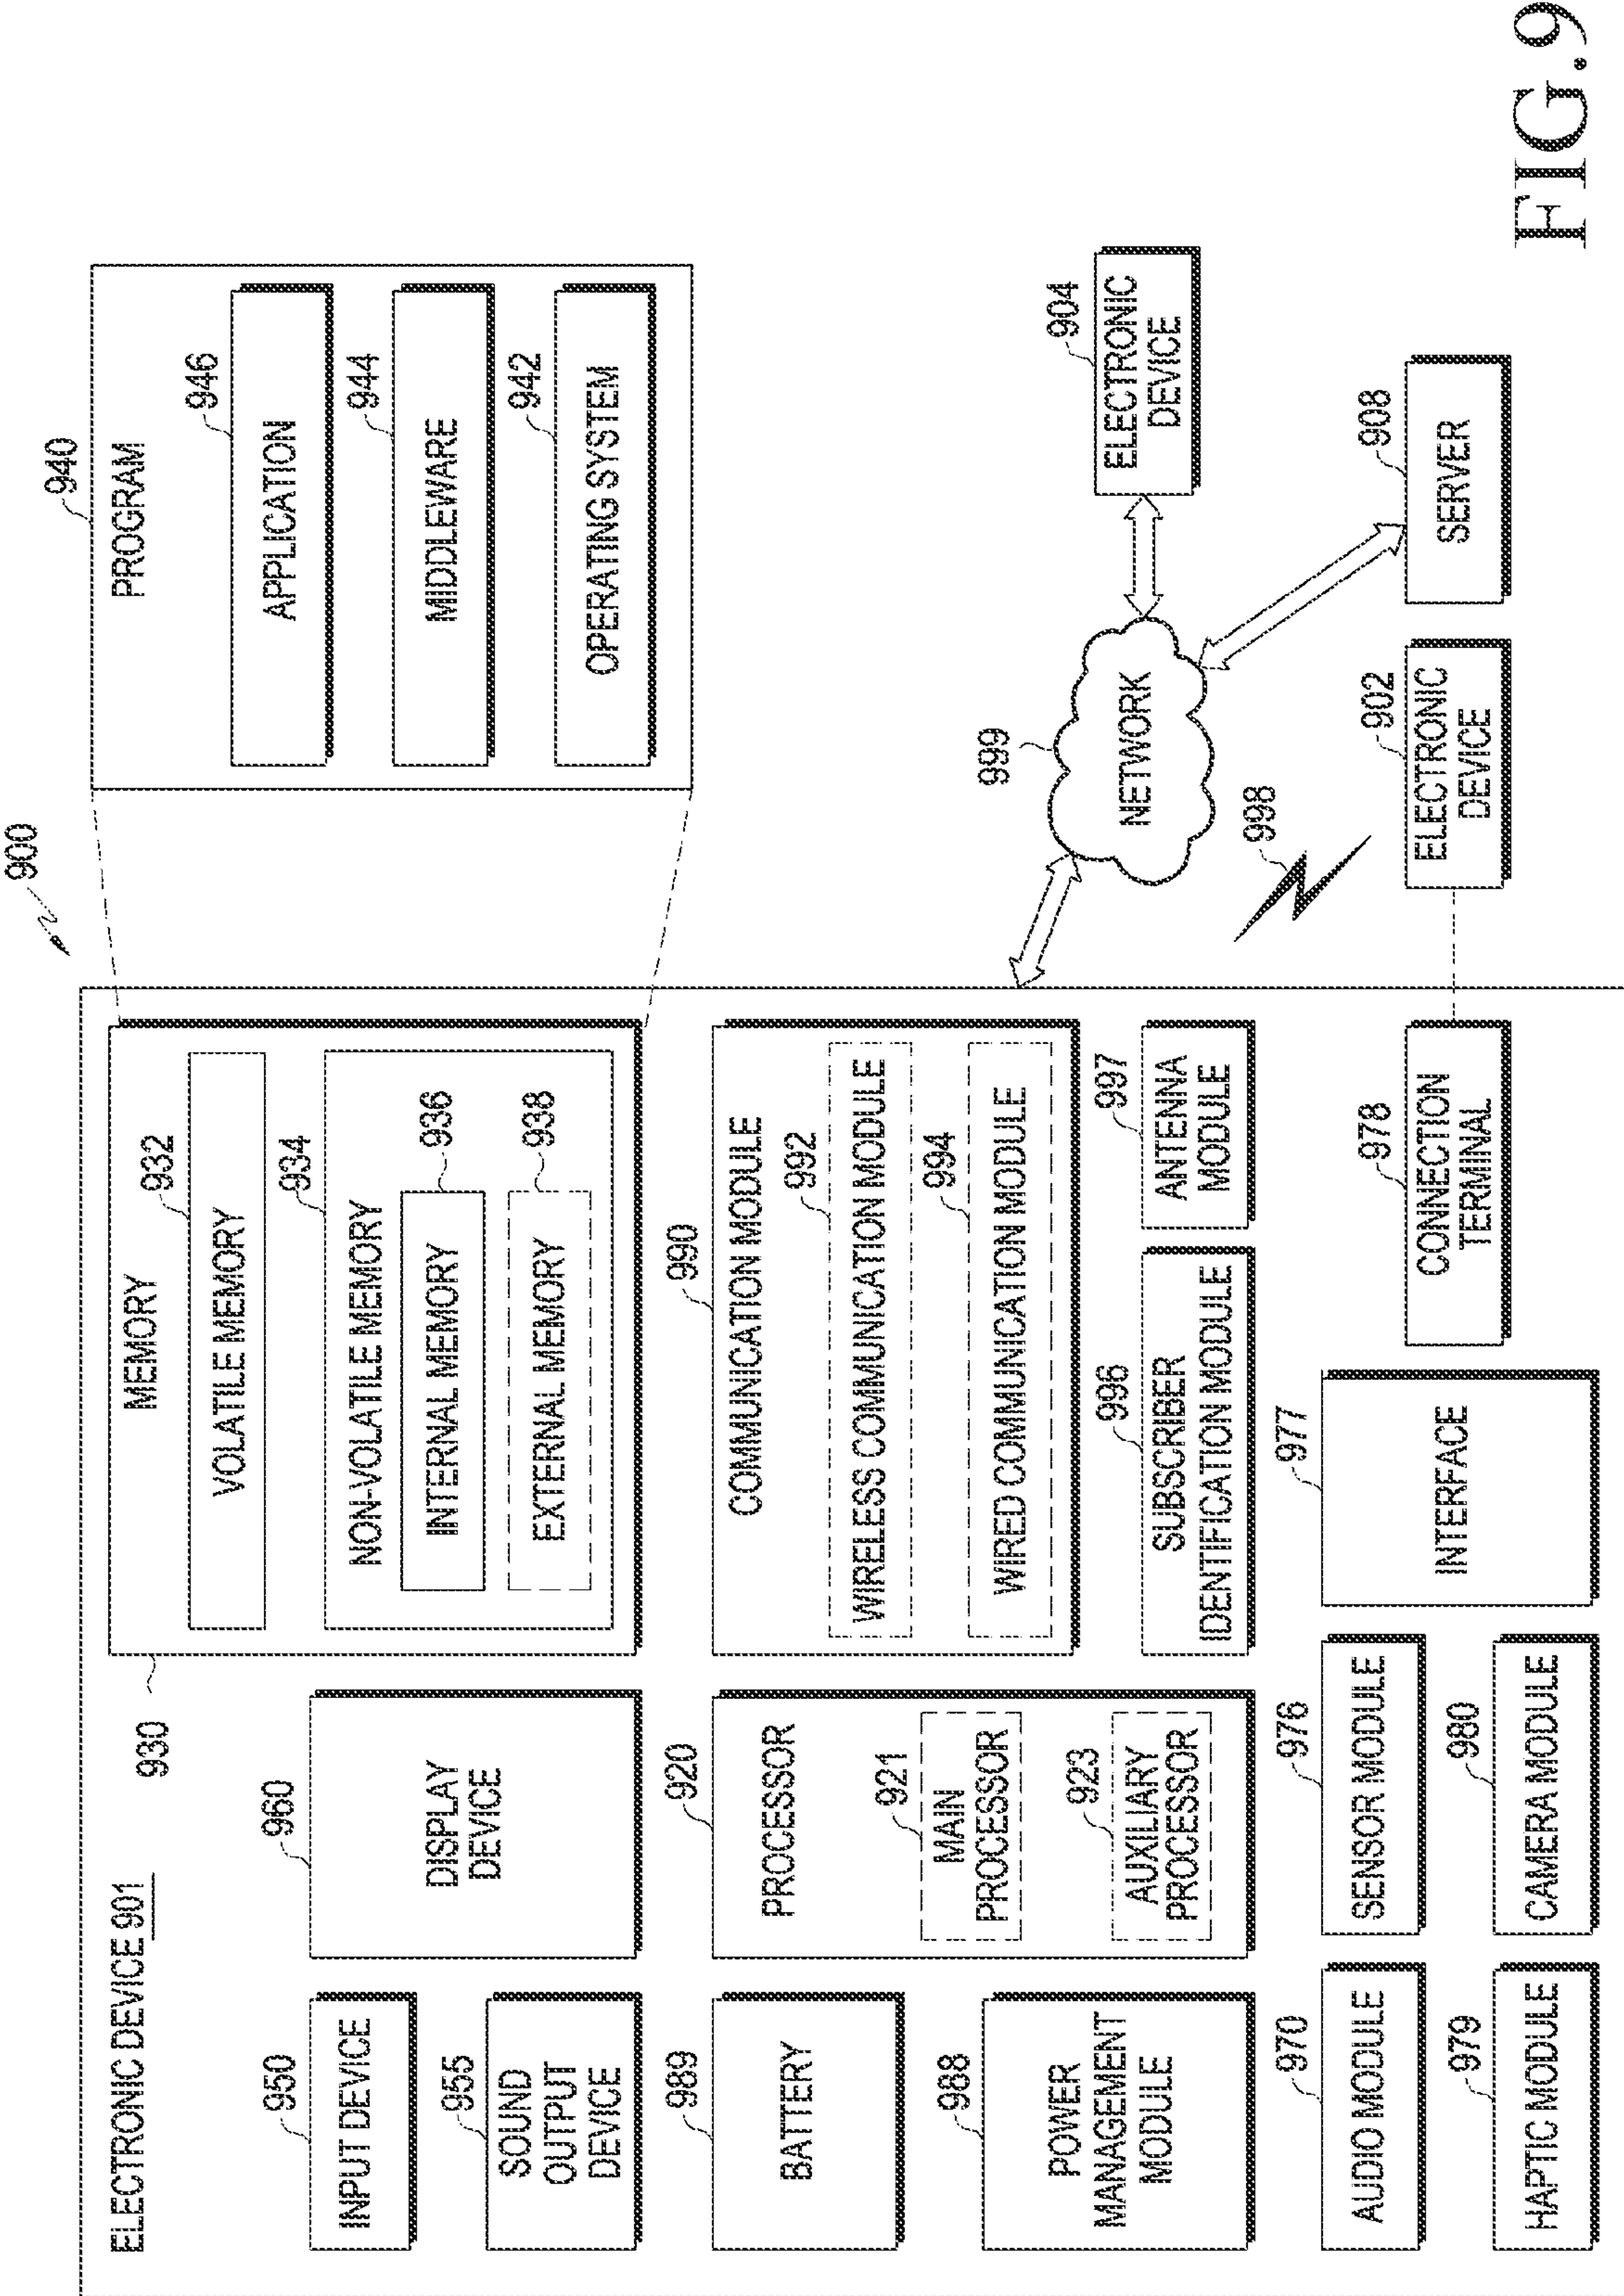 900
ELECTRONIC DEVICE 901
930
MEMORY
932
VOLATILE MEMORY
934
NON-VOLATILE MEMORY
936
INTERNAL MEMORY
938
EXTERNAL MEMORY
940
PROGRAM
946
APPLICATION
944
MIDDLEWARE
942
OPERATING SYSTEM
950
INPUT DEVICE
955
SOUND
OUTPUT
DEVICE
960
DISPLAY
DEVICE
989
BATTERY
988
POWER
MANAGEMENT
MODULE
920
PROCESSOR
921
MAIN
PROCESSOR
923
AUXILIARY
PROCESSOR
990
COMMUNICATION MODULE
992
WIRELESS COMMUNICATION MODULE
994
WIRED COMMUNICATION MODULE
996
SUBSCRIBER
IDENTIFICATION MODULE
997
ANTENNA
MODULE
970
AUDIO MODULE
976
SENSOR MODULE
977
INTERFACE
978
CONNECTION
TERMINAL
979
HAPTIC MODULE
980
CAMERA MODULE
999
NETWORK
904
ELECTRONIC
DEVICE
998
902
ELECTRONIC
DEVICE
908
SERVER
FIG.9